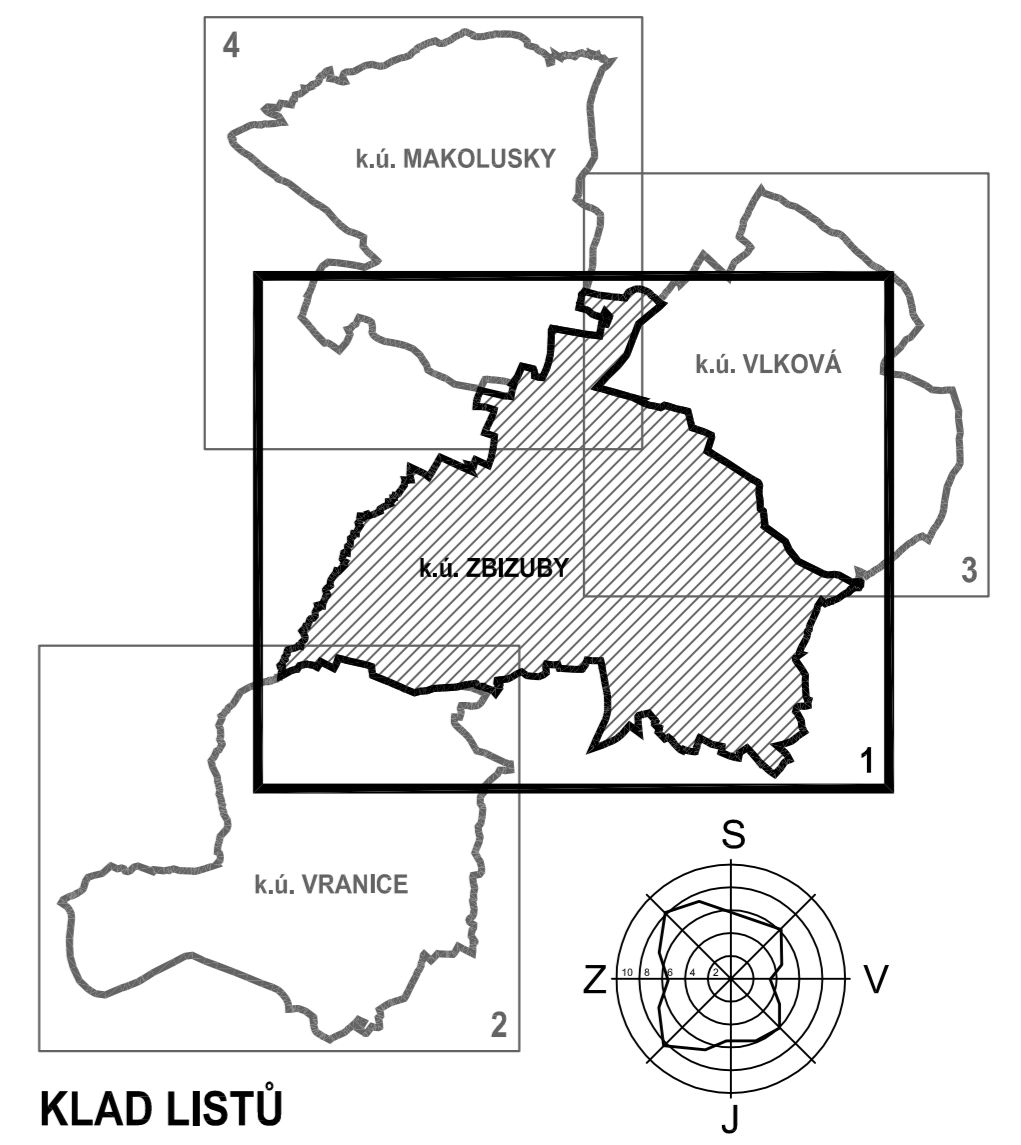 4
k.ú. MAKOLUSKY
k.ú. VLKOVÁ
k.ú. ZBIZUBY
3
1
k.ú. VRANICE
2
S
Z 10 8 6 4 2 V
J
KLAD LISTŮ